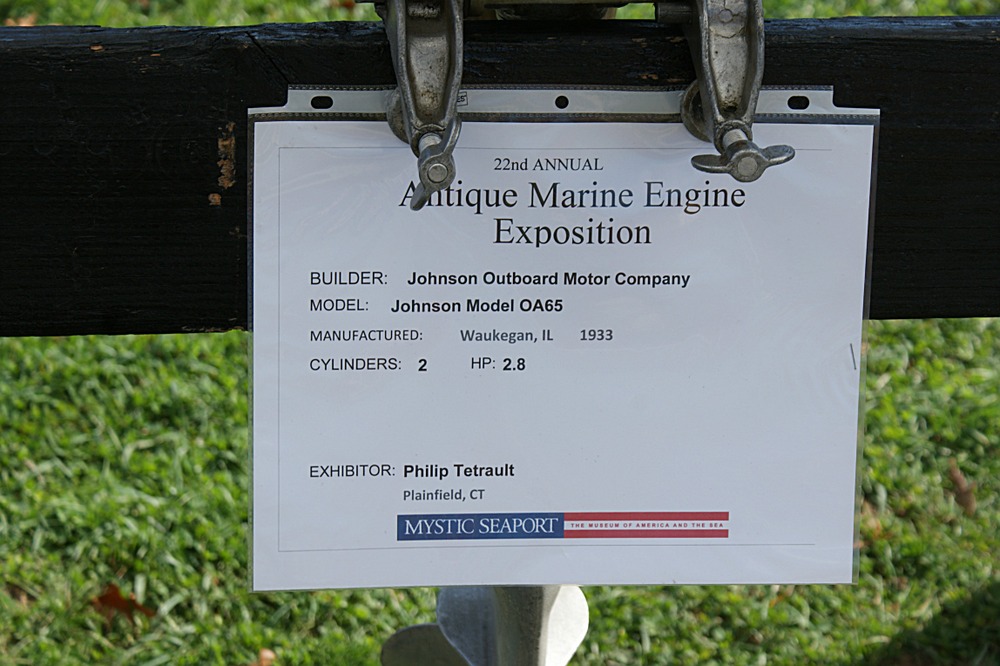 22nd ANNUAL
Antique Marine Engine
Exposition
BUILDER: Johnson Outboard Motor Company
MODEL: Johnson Model OA65
MANUFACTURED: Waukegan, IL 1933
CYLINDERS: 2 HP: 2.8
EXHIBITOR: Philip Tetrault
Plainfield, CT
MYSTIC SEAPORT THE MUSEUM OF AMERICA AND THE SEA